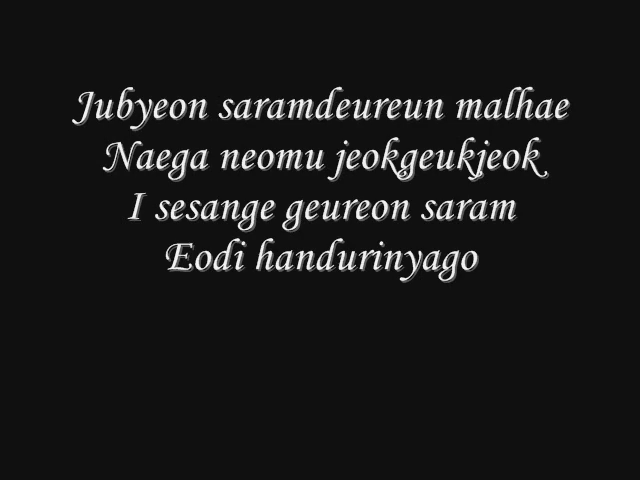 Jubyeon saramdeureun malhae
Naega neomu jeokgeukjeok
I sesange geureon saram
Eodi handurinyago